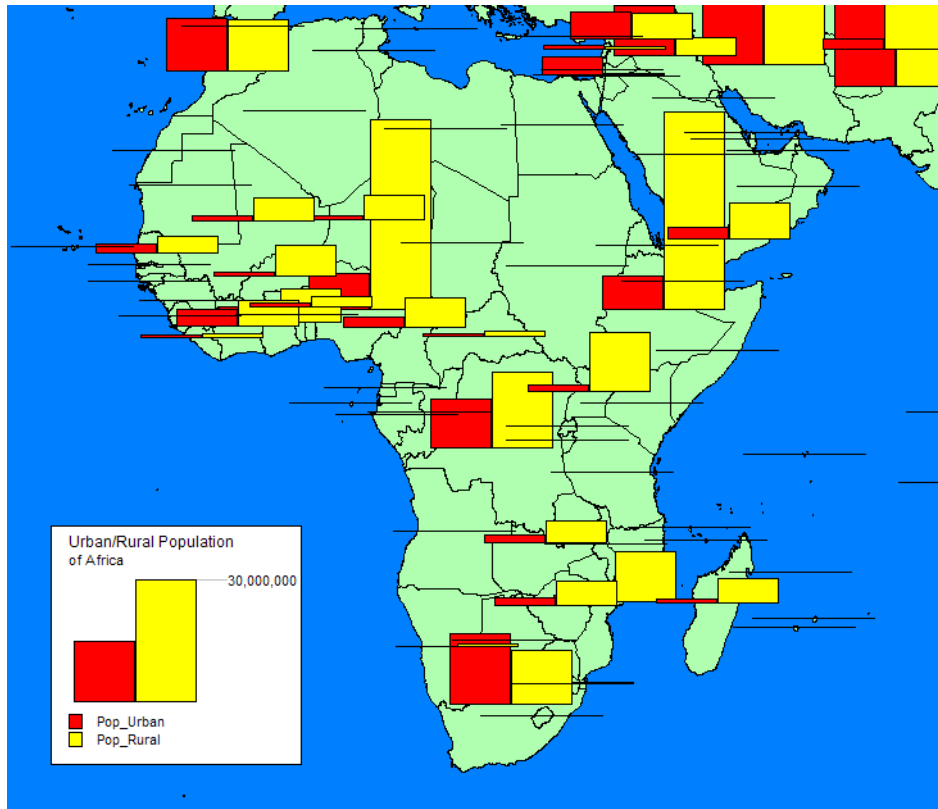 Urban/Rural Population
of Africa
30,000,000
Pop_Urban
Pop_Rural